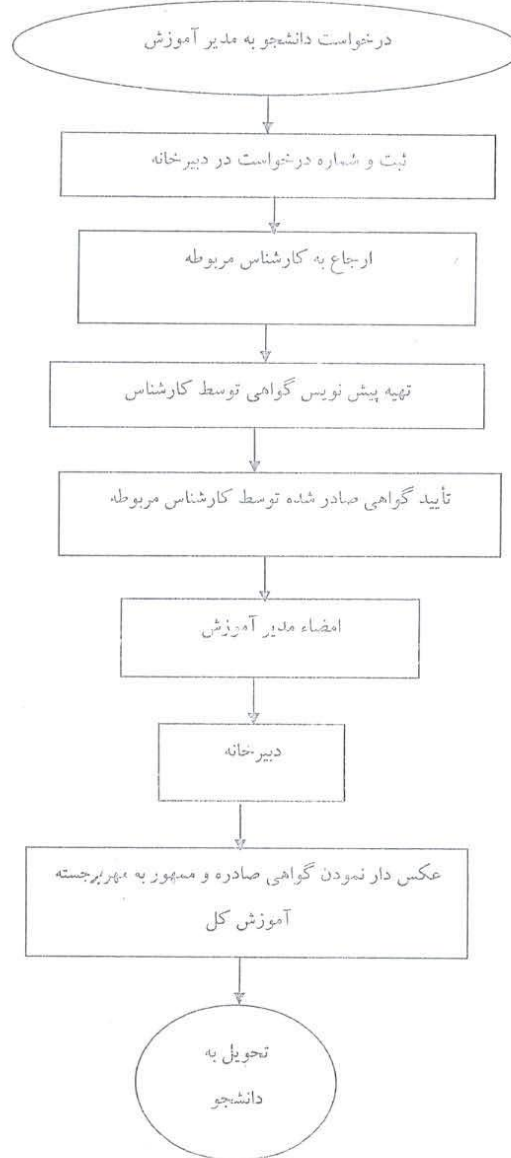 درخواست دانشجو به مدیر آموزش
ثبت و شماره درخواست در دبیرخانه
ارجاع به کارشناس مربوطه
تهیه پیش نویس گواهی توسط کارشناس
تأیید گواهی صادر شده توسط کارشناس مربوطه
امضاء مدیر آموزش
دبیرخانه
عکس دار نمودن گواهی صادره و ممهور به مهربرجسته
آموزش کل
تحویل به
دانشجو